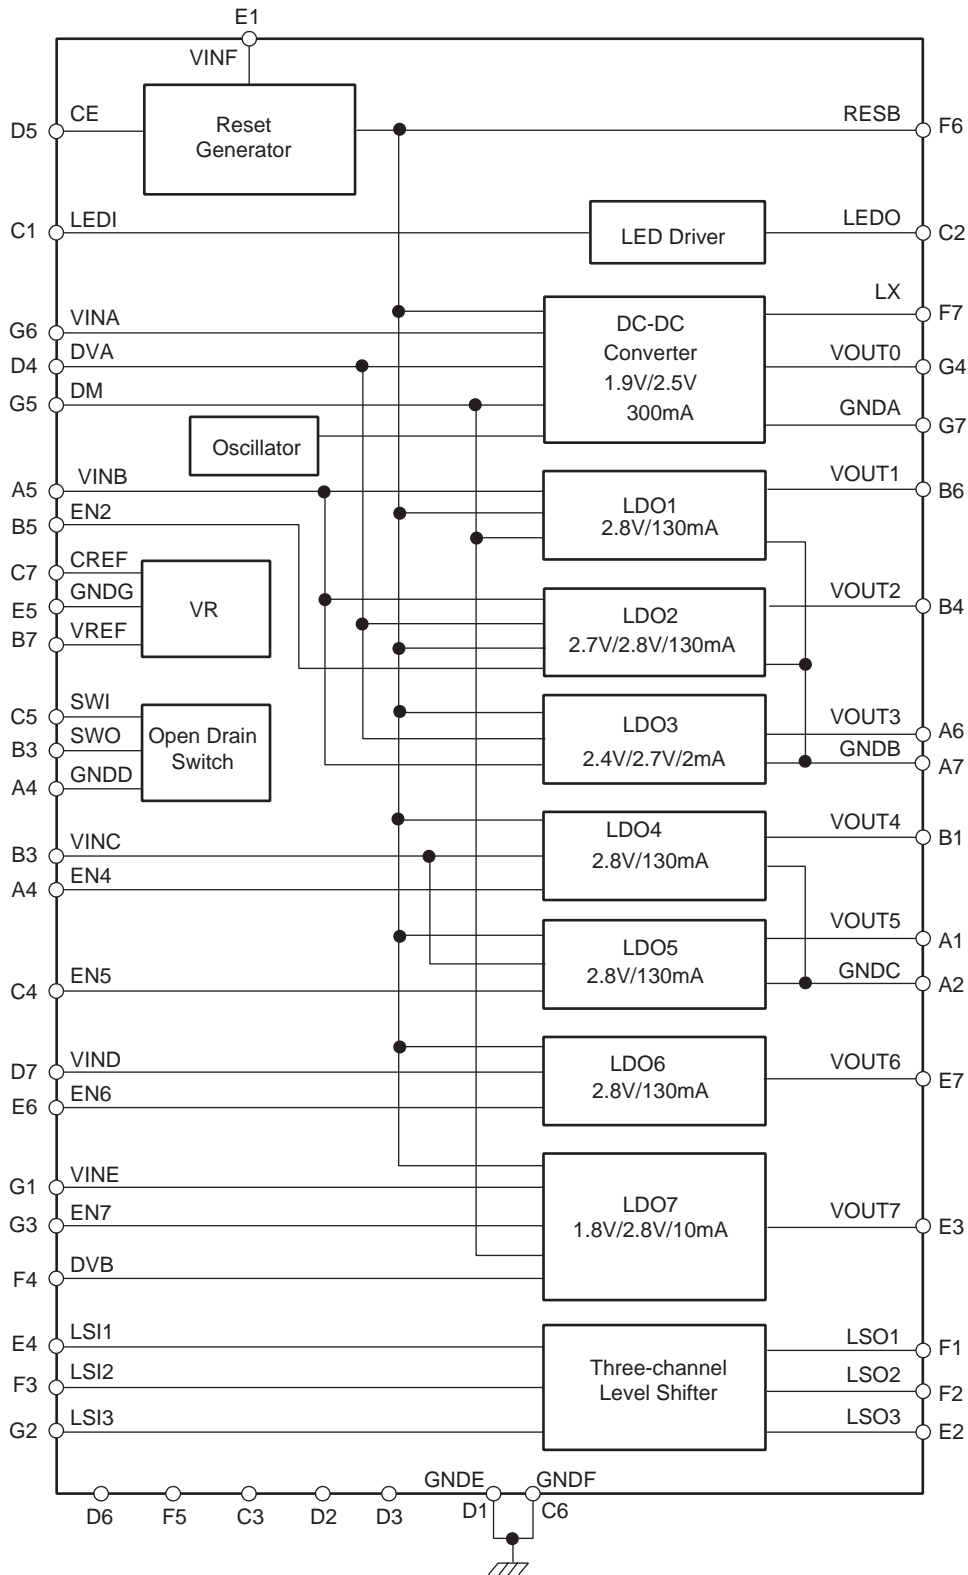 E1
VINF
CE
D5
Reset
Generator
RESB
F6
LEDI
C1
LED Driver
LEDO
C2
LX
F7
VINA
G6
DVA
D4
DM
G5
DC-DC
Converter
1.9V/2.5V
300mA
VOUT0
G4
GNDA
G7
Oscillator
VINB
A5
EN2
B5
LDO1
2.8V/130mA
VOUT1
B6
CREF
C7
GNDG
E5
VREF
B7
VR
LDO2
2.7V/2.8V/130mA
VOUT2
B4
SWI
C5
SWO
B3
GNDD
A4
Open Drain
Switch
LDO3
2.4V/2.7V/2mA
VOUT3
A6
GNDB
A7
VINC
B3
EN4
A4
LDO4
2.8V/130mA
VOUT4
B1
EN5
C4
LDO5
2.8V/130mA
VOUT5
A1
GNDC
A2
VIND
D7
EN6
E6
LDO6
2.8V/130mA
VOUT6
E7
VINE
G1
EN7
G3
DVB
F4
LDO7
1.8V/2.8V/10mA
VOUT7
E3
LSI1
E4
LSI2
F3
LSI3
G2
Three-channel
Level Shifter
LSO1
F1
LSO2
F2
LSO3
E2
GNDE
GNDF
D6
F5
C3
D2
D3
D1
C6